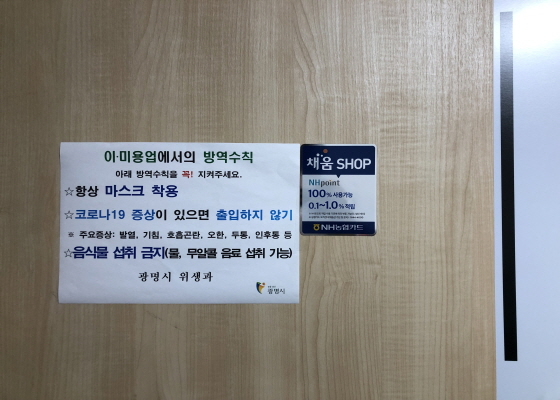 이·미용업에서의 방역수칙
아래 방역수칙을 꼭! 지켜주세요.
☆항상 마스크 착용
☆코로나19 증상이 있으면 출입하지 않기
※ 주요증상: 발열, 기침, 호흡곤란, 오한, 두통, 인후통 등
☆음식물 섭취 금지(물, 무알콜 음료 섭취 가능)
광명시 위생과
광명시
채움 SHOP
NHpoint
100% 사용가능
0.1~1.0% 적립
NH농협카드